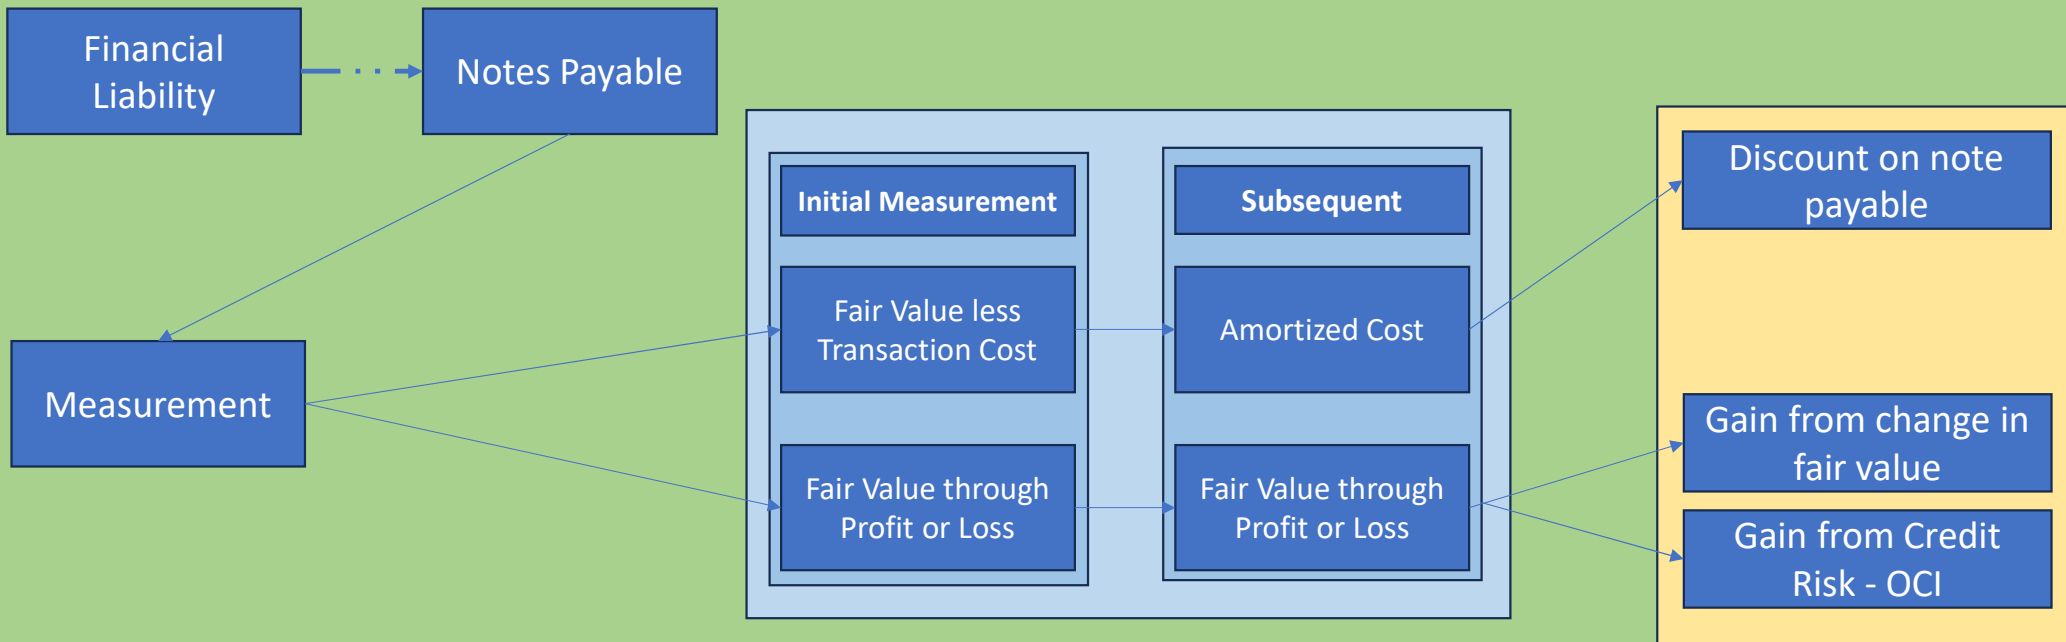 Financial
Liability
Notes Payable
Measurement
Initial Measurement
Fair Value less
Transaction Cost
Fair Value through
Profit or Loss
Subsequent
Amortized Cost
Fair Value through
Profit or Loss
Discount on note
payable
Gain from change in
fair value
Gain from Credit
Risk - OCI